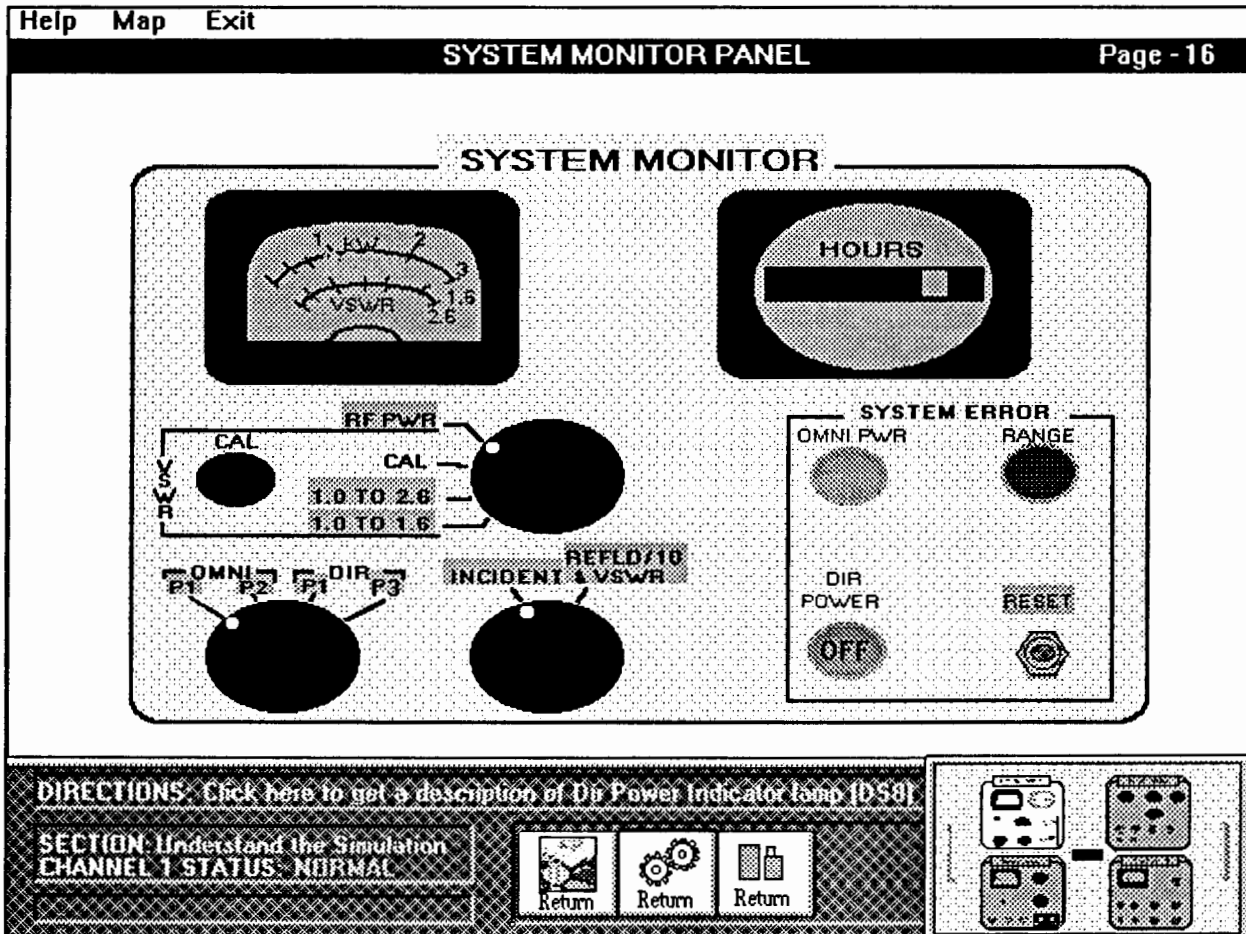 Help Map Exit
SYSTEM MONITOR PANEL Page - 16
SYSTEM MONITOR
1 KW 2 3
VSWR 1.6
2.6
HOURS
RF PWR
CAL
CAL
VSWR
1.0 TO 2.6
1.0 TO 1.6
OMNI DIR
P1 P2 P1 P3
REFLD/10
INCIDENT & VSWR
SYSTEM ERROR
OMNI PWR RANGE
DIR
POWER RESET
OFF
DIRECTIONS: Click here to get a description of Dir Power Indicator lamp (DS8)
SECTION: Understand the Simulation
CHANNEL 1 STATUS: NORMAL
Return Return Return